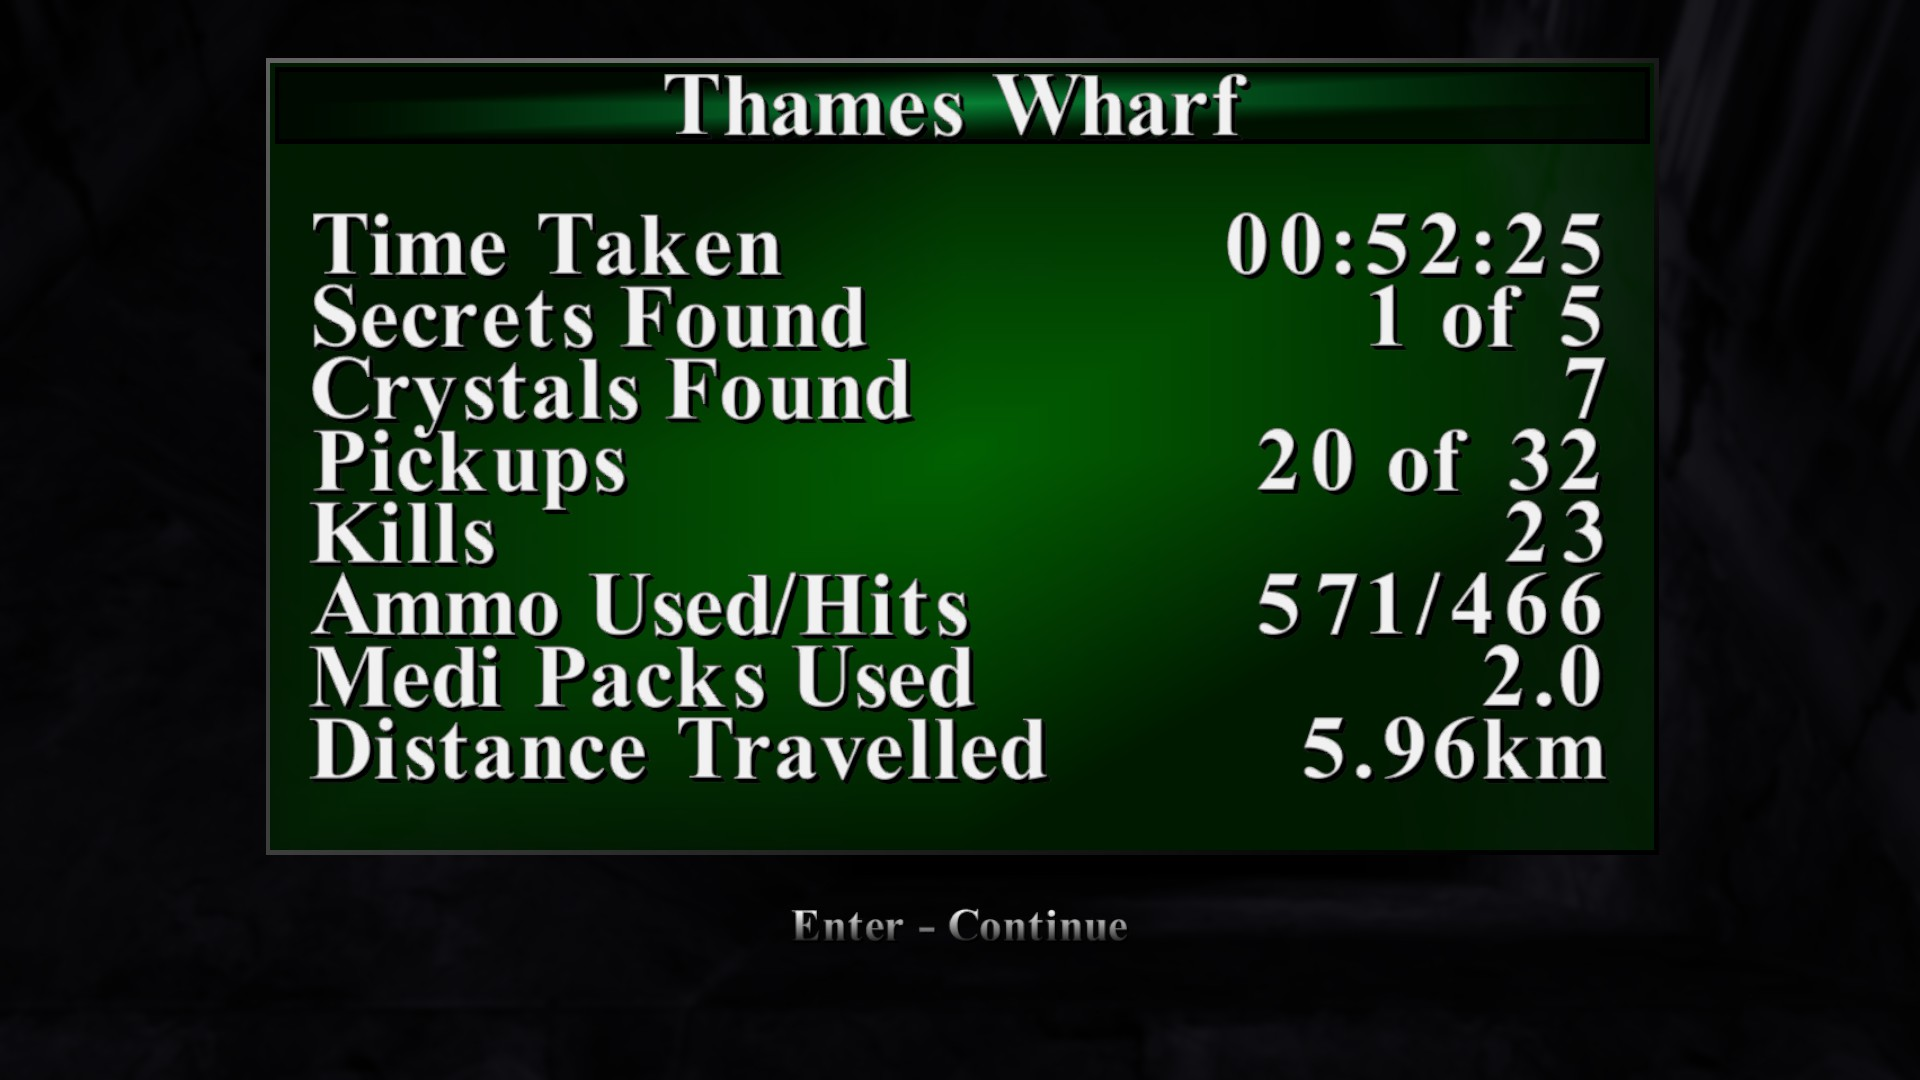 Thames Wharf
Time Taken 00:52:25
Secrets Found 1 of 5
Crystals Found 7
Pickups 20 of 32
Kills 23
Ammo Used/Hits 571/466
Medi Packs Used 2.0
Distance Travelled 5.96km
Enter - Continue